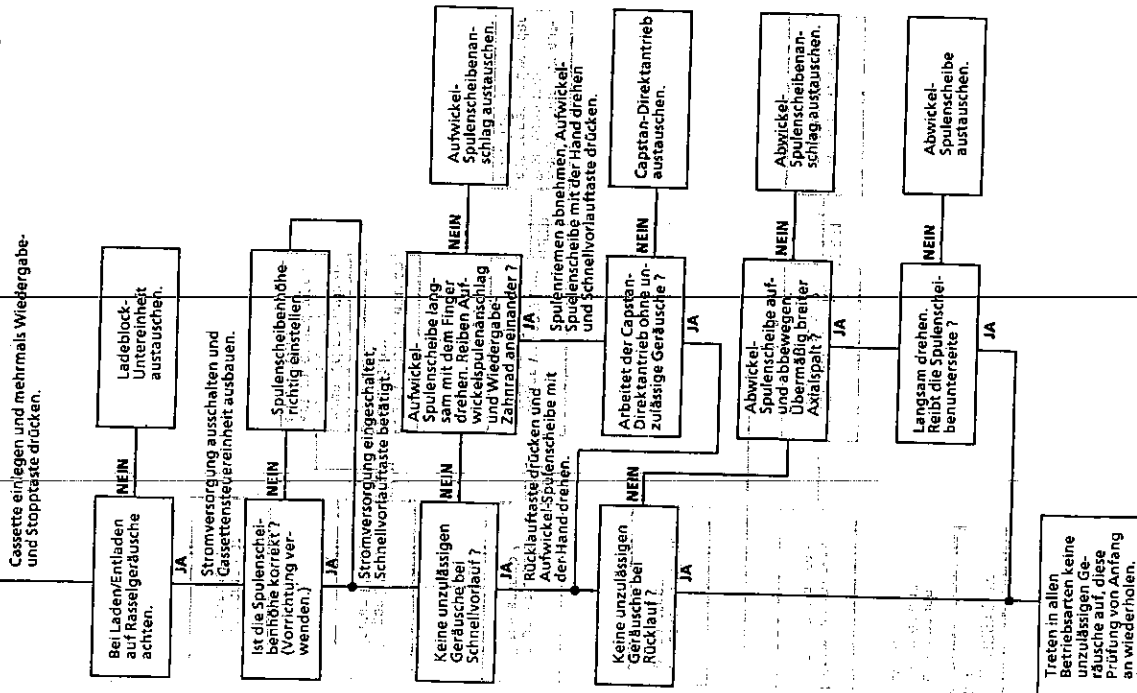 Cassette einlegen und mehrmals Wiedergabe-
und Stopptaste drücken.
Bei Laden/Entladen
auf Rasselgeräusche
achten.
NEIN
Ladeblock-
Untereinheit
austauschen.
JA
Stromversorgung ausschalten und
Cassettensteuereinheit ausbauen.
Ist die Spulenschei-
benhöhe korrekt?
(Vorrichtung ver-
wenden.)
NEIN
Spulenscheibenhöhe
richtig einstellen.
JA
Stromversorgung eingeschaltet,
Schnellvorlauftaste betätigt.
Keine unzulässigen
Geräusche bei
Schnellvorlauf ?
NEIN
Aufwickel-
Spulenscheibe lang-
sam mit dem Finger
drehen. Reiben Auf-
wickelspulenanschlag
und Wiedergabe-
Zahnrad aneinander ?
NEIN
Aufwickel-
Spulenscheibenan-
schlag austauschen.
JA
Rücklauftaste drücken und
Aufwickel-Spulenscheibe mit
der Hand drehen.
JA
Spulenriemen abnehmen, Aufwickel-
Spulenscheibe mit der Hand drehen
und Schnellvorlauftaste drücken.
Arbeitet der Capstan-
Direktantrieb ohne un-
zulässige Geräusche ?
NEIN
Capstan-Direktantrieb
austauschen.
JA
Keine unzulässigen
Geräusche bei
Rücklauf ?
NEIN
Abwickel-
Spulenscheibe auf-
und abbewegen.
Übermäßig breiter
Axialspalt ?
NEIN
Abwickel-
Spulenscheibenan-
schlag austauschen.
JA
JA
Langsam drehen.
Reibt die Spulenschei-
benunterseite ?
NEIN
Abwickel-
Spulenscheibe
austauschen.
JA
Treten in allen
Betriebsarten keine
unzulässigen Ge-
räusche auf, diese
Prüfung von Anfang
an wiederholen.